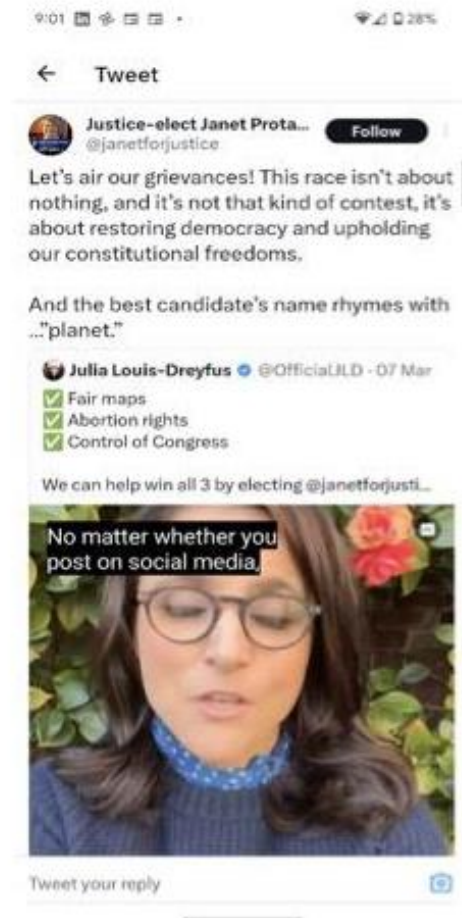 9:01
28%
← Tweet
Justice-elect Janet Prota...
Follow
@janetforjustice
Let's air our grievances! This race isn't about
nothing, and it's not that kind of contest, it's
about restoring democracy and upholding
our constitutional freedoms.
And the best candidate's name rhymes with
..."planet."
Julia Louis-Dreyfus @OfficialJLD · 07 Mar
✅ Fair maps
✅ Abortion rights
✅ Control of Congress
We can help win all 3 by electing @janetforjusti...
No matter whether you
post on social media,
Tweet your reply